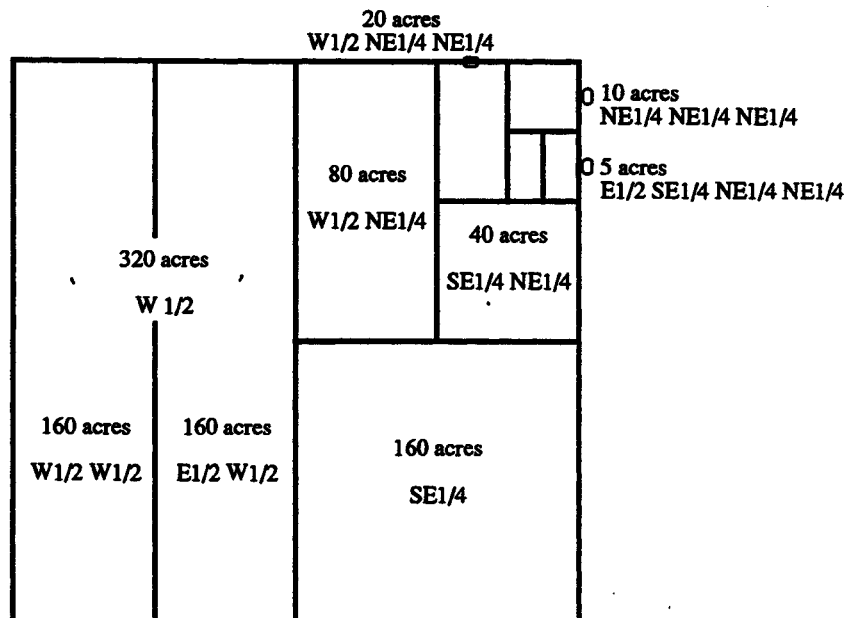 20 acres
W1/2 NE1/4 NE1/4
10 acres
NE1/4 NE1/4 NE1/4
5 acres
E1/2 SE1/4 NE1/4 NE1/4
80 acres
W1/2 NE1/4
40 acres
SE1/4 NE1/4
320 acres
W 1/2
160 acres
W1/2 W1/2
160 acres
E1/2 W1/2
160 acres
SE1/4